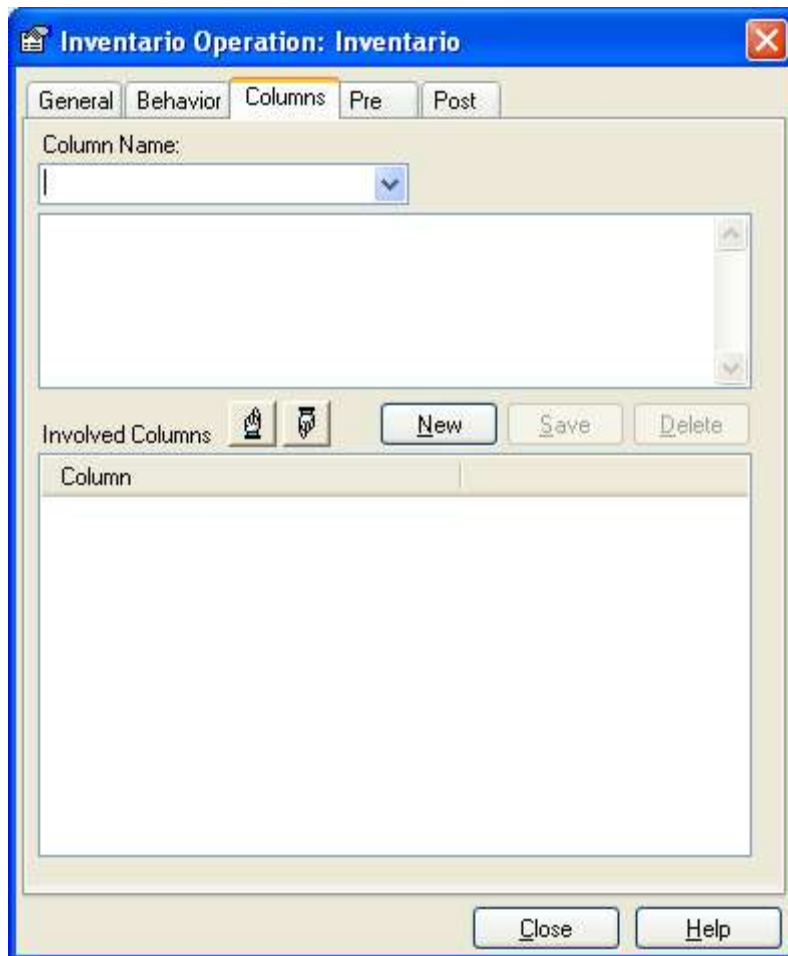 Inventario Operation: Inventario
General Behavior Columns Pre Post
Column Name:
Involved Columns New Save Delete
Column
Close Help